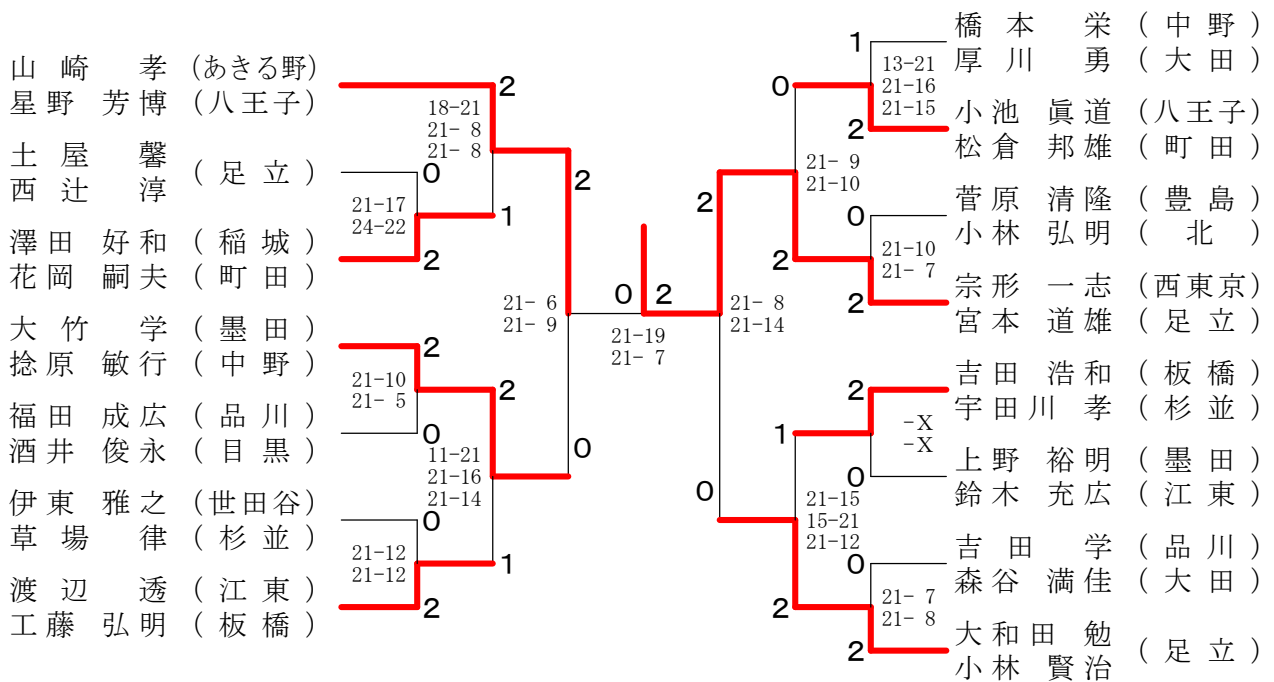 山崎 孝 (あきる野)
星野 芳博 (八王子)
土屋 馨
西辻 淳
(足立)
澤田 好和 (稲城)
花岡 嗣夫 (町田)
大竹 学 (墨田)
捻原 敏行 (中野)
福田 成広 (品川)
酒井 俊永 (目黒)
伊東 雅之 (世田谷)
草場 律 (杉並)
渡辺 透 (江東)
工藤 弘明 (板橋)
0
21-17
24-22
2
2
21-10
21- 5
0
0
21-12
21-12
2
2
18-21
21- 8
21- 8
1
2
11-21
21-16
21-14
1
2
21- 6
21- 9
0
0 2
21-19
21- 7
2
21- 8
21-14
0
0
21- 9
21-10
2
1
21-15
15-21
21-12
2
1
13-21
21-16
21-15
2
0
21-10
21- 7
2
2
-X
-X
0
0
21- 7
21- 8
2
橋本 栄 (中野)
厚川 勇 (大田)
小池 眞道 (八王子)
松倉 邦雄 (町田)
菅原 清隆 (豊島)
小林 弘明 (北)
宗形 一志 (西東京)
宮本 道雄 (足立)
吉田 浩和 (板橋)
宇田川 孝 (杉並)
上野 裕明 (墨田)
鈴木 充広 (江東)
吉田 学 (品川)
森谷 満佳 (大田)
大和田 勉
小林 賢治
(足立)